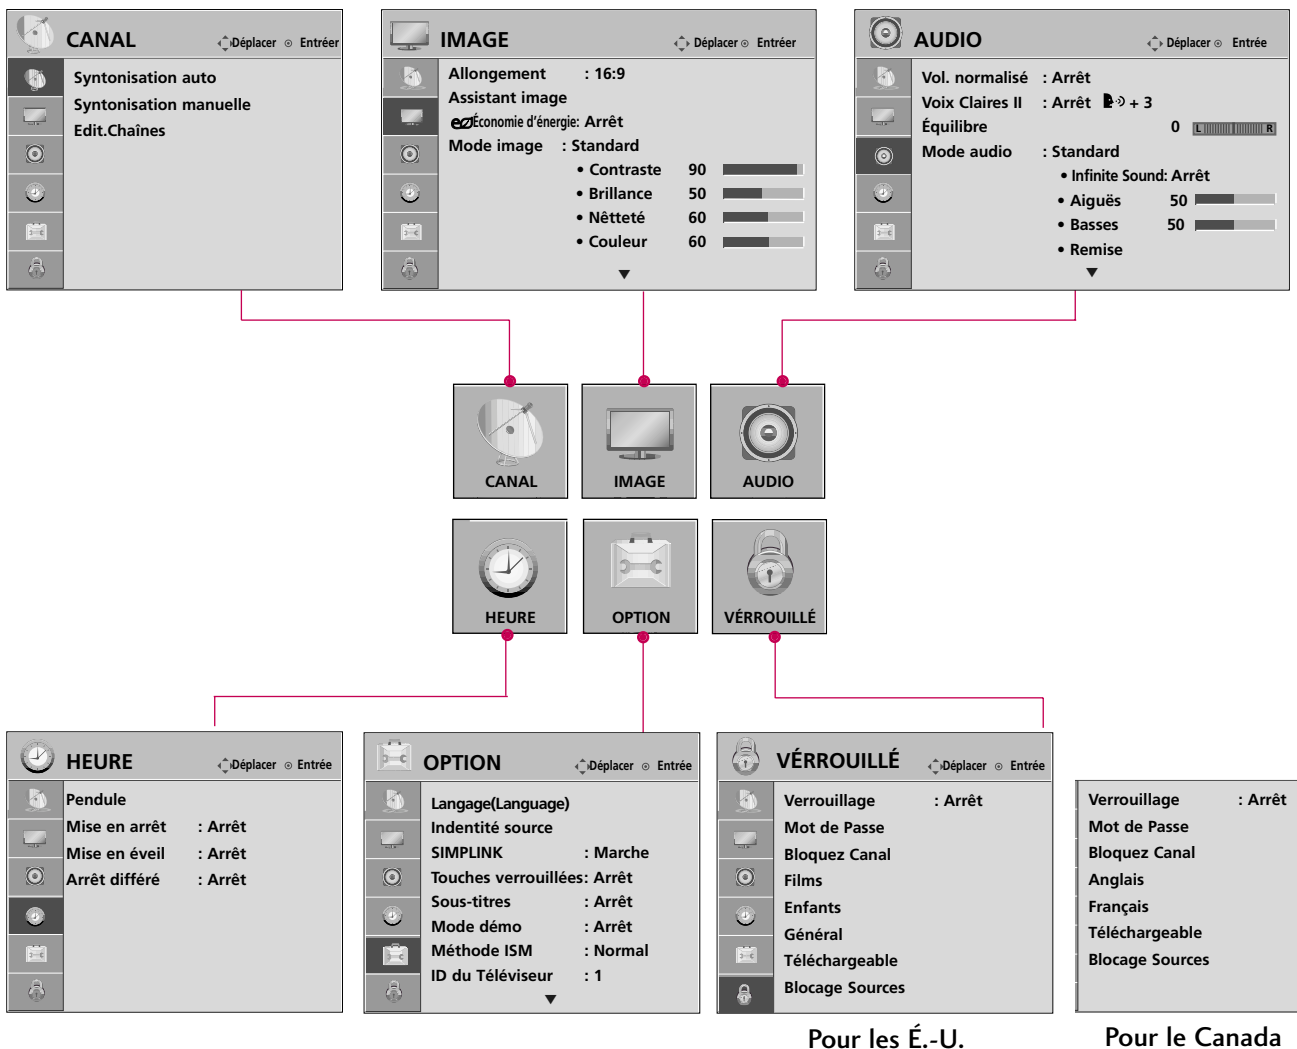 CANAL
Déplacer Entréer
Syntonisation auto
Syntonisation manuelle
Edit.Chaînes
IMAGE
Déplacer Entréer
Allongement : 16:9
Assistant image
eco Économie d'énergie: Arrêt
Mode image : Standard
• Contraste 90
• Brillance 50
• Nêtteté 60
• Couleur 60
▼
AUDIO
Déplacer Entrée
Vol. normalisé : Arrêt
Voix Claires II : Arrêt + 3
Équilibre 0 L R
Mode audio : Standard
• Infinite Sound: Arrêt
• Aiguës 50
• Basses 50
• Remise
▼
CANAL
IMAGE
AUDIO
HEURE
OPTION
VÉRROUILLÉ
HEURE
Déplacer Entrée
Pendule
Mise en arrêt : Arrêt
Mise en éveil : Arrêt
Arrêt différé : Arrêt
OPTION
Déplacer Entrée
Langage(Language)
Indentité source
SIMPLINK : Marche
Touches verrouillées: Arrêt
Sous-titres : Arrêt
Mode démo : Arrêt
Méthode ISM : Normal
ID du Téléviseur : 1
▼
VÉRROUILLÉ
Déplacer Entrée
Verrouillage : Arrêt
Mot de Passe
Bloquez Canal
Films
Enfants
Général
Téléchargeable
Blocage Sources
Pour les É.-U.
Verrouillage : Arrêt
Mot de Passe
Bloquez Canal
Anglais
Français
Téléchargeable
Blocage Sources
Pour le Canada